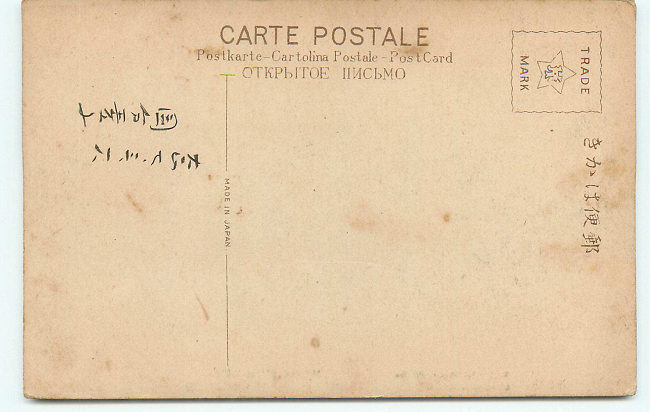 CARTE POSTALE
Postkarte-Cartolina Postale-PostCard
ОТКРЫТОЕ ПИСЬМО
TRADE
MARK
きかは便郵
MADE IN JAPAN